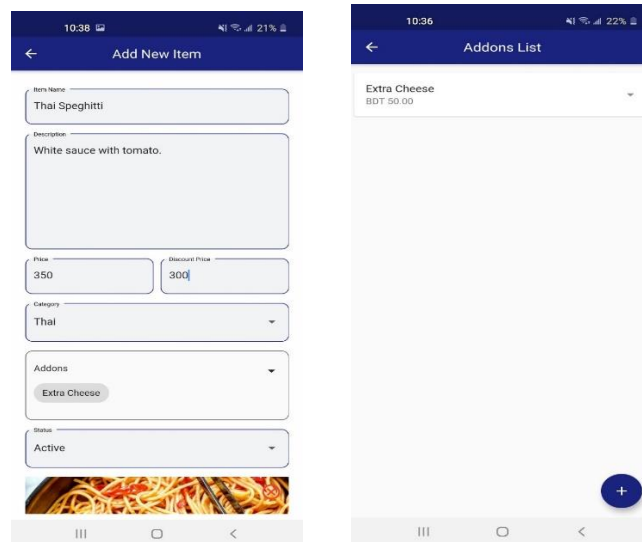 10:38
21%
Add New Item
Item Name
Thai Speghitti
Description
White sauce with tomato.
Price
350
Discount Price
300
Category
Thai
Addons
Extra Cheese
Status
Active
10:36
22%
Addons List
Extra Cheese
BDT 50.00
+